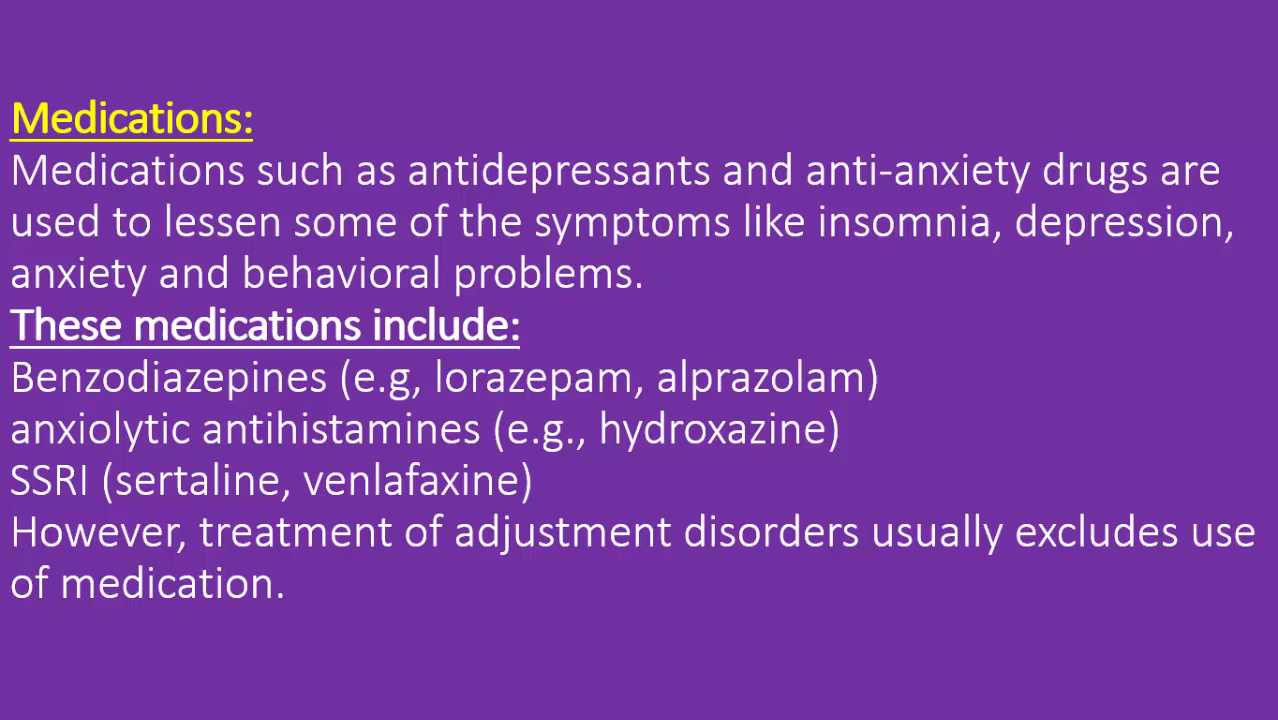 Medications:
Medications such as antidepressants and anti-anxiety drugs are
used to lessen some of the symptoms like insomnia, depression,
anxiety and behavioral problems.
These medications include:
Benzodiazepines (e.g, lorazepam, alprazolam)
anxiolytic antihistamines (e.g., hydroxazine)
SSRI (sertaline, venlafaxine)
However, treatment of adjustment disorders usually excludes use
of medication.